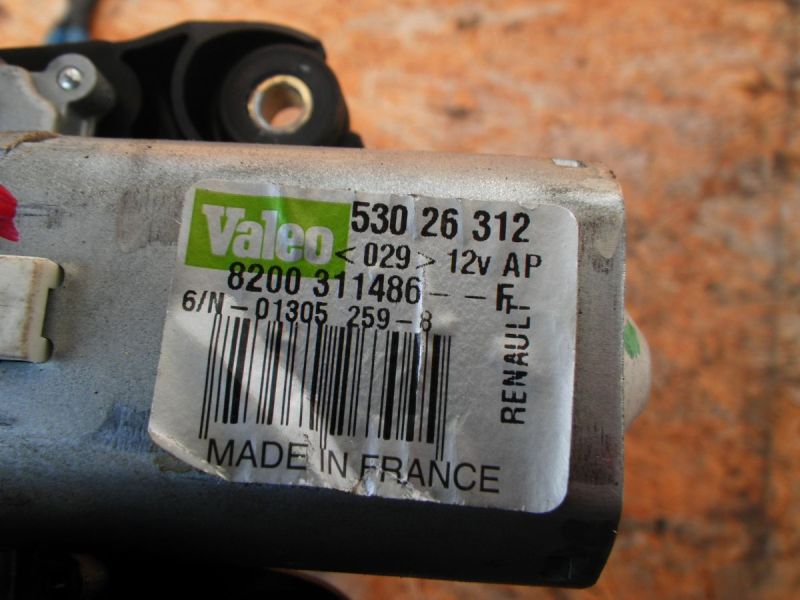 Valeo 530 26 312
<029> 12v AP
8200 311486--F
6/N-01305 259-8
RENAULT
MADE IN FRANCE